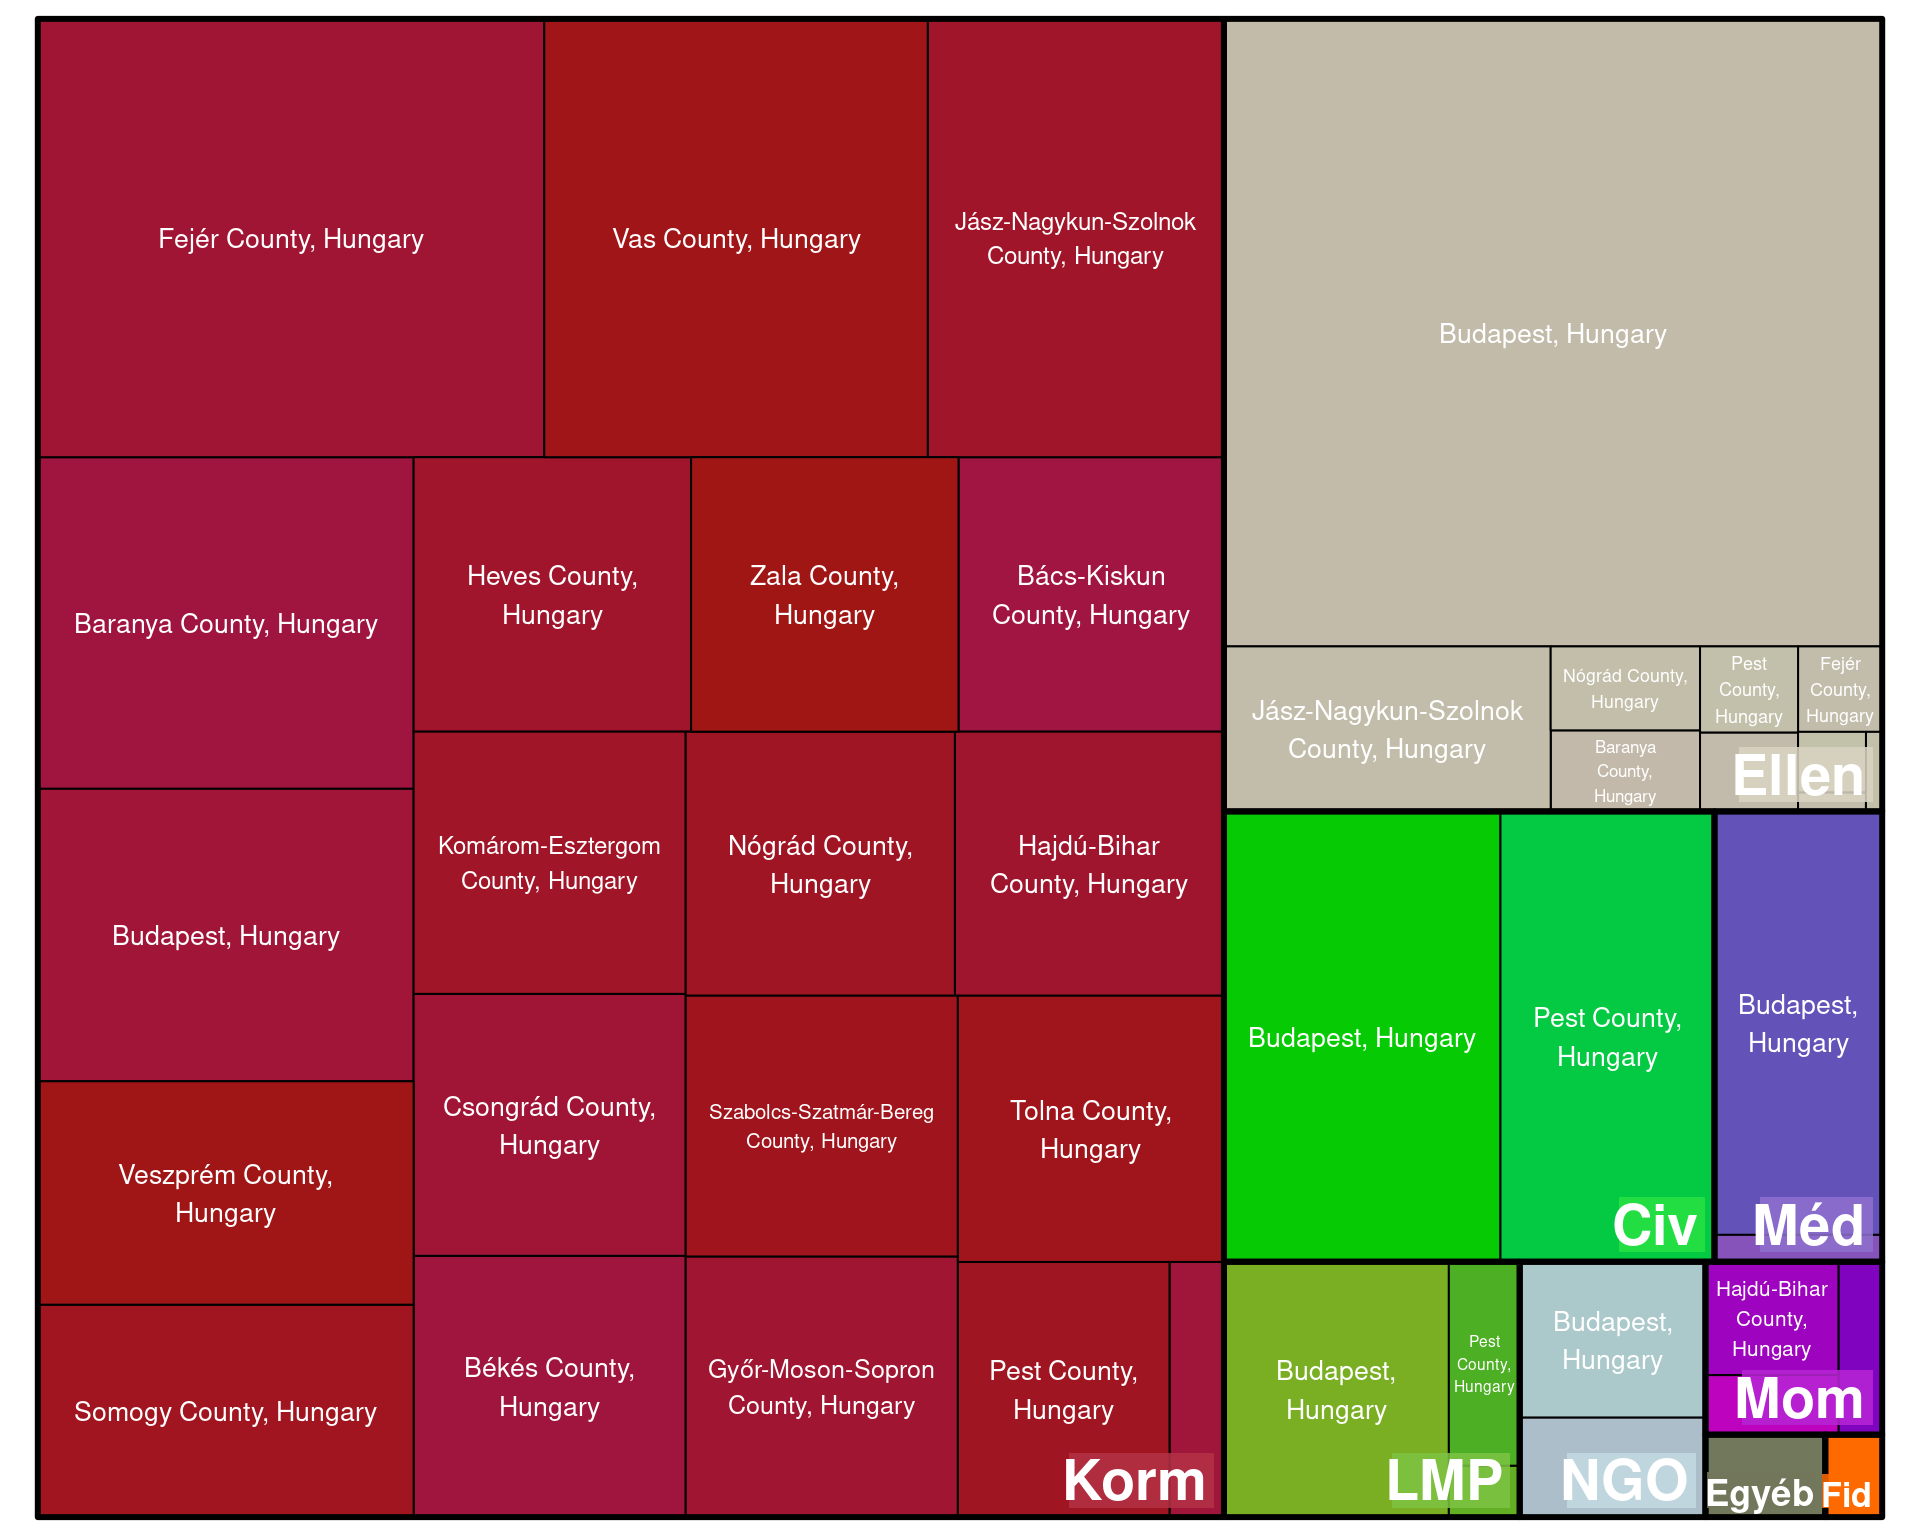 Fejér County, Hungary
Vas County, Hungary
Jász-Nagykun-Szolnok
County, Hungary
Baranya County, Hungary
Heves County,
Hungary
Zala County,
Hungary
Bács-Kiskun
County, Hungary
Budapest, Hungary
Komárom-Esztergom
County, Hungary
Nógrád County,
Hungary
Hajdú-Bihar
County, Hungary
Veszprém County,
Hungary
Csongrád County,
Hungary
Szabolcs-Szatmár-Bereg
County, Hungary
Tolna County,
Hungary
Somogy County, Hungary
Békés County,
Hungary
Győr-Moson-Sopron
County, Hungary
Pest County,
Hungary
Korm
Budapest, Hungary
Jász-Nagykun-Szolnok
County, Hungary
Nógrád County,
Hungary
Baranya
County,
Hungary
Pest
County,
Hungary
Fejér
County,
Hungary
Ellen
Budapest, Hungary
Pest County,
Hungary
Civ
Budapest,
Hungary
Méd
Budapest,
Hungary
Pest
County,
Hungary
LMP
Budapest,
Hungary
NGO
Hajdú-Bihar
County,
Hungary
Mom
Egyéb
Fid